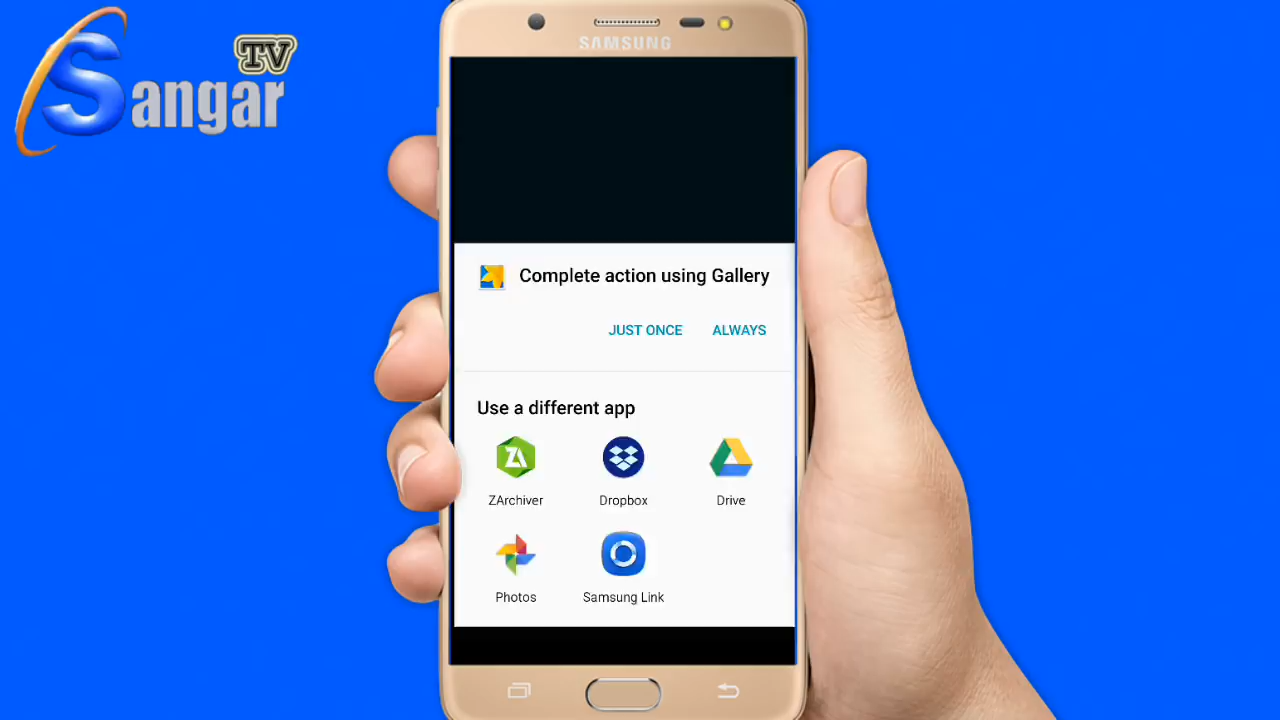 Sangar TV
SAMSUNG
Complete action using Gallery
JUST ONCE ALWAYS
Use a different app
ZArchiver Dropbox Drive
Photos Samsung Link